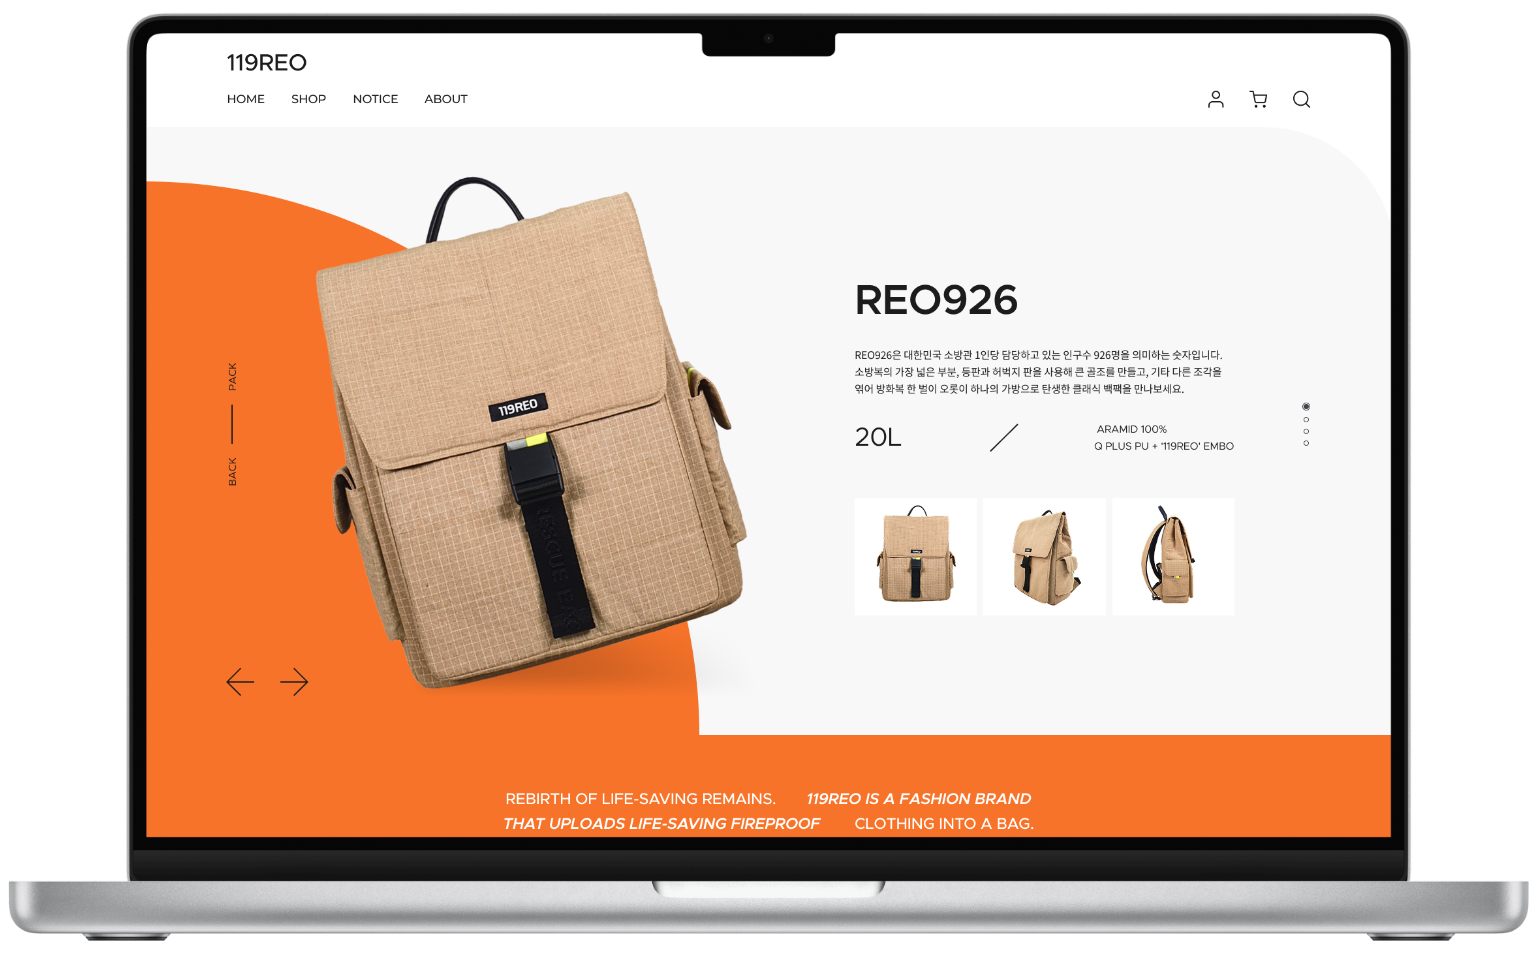 119REO
HOME SHOP NOTICE ABOUT
PACK
BACK
119REO
RESCUE EACH
REO926
REO926은 대한민국 소방관 1인당 담당하고 있는 인구수 926명을 의미하는 숫자입니다.
소방복의 가장 넓은 부분, 등판과 허벅지 판을 사용해 큰 골조를 만들고, 기타 다른 조각을
엮어 방화복 한 벌이 오롯이 하나의 가방으로 탄생한 클래식 백팩을 만나보세요.
20L
ARAMID 100%
Q PLUS PU + '119REO' EMBO
REBIRTH OF LIFE-SAVING REMAINS. 119REO IS A FASHION BRAND
THAT UPLOADS LIFE-SAVING FIREPROOF CLOTHING INTO A BAG.